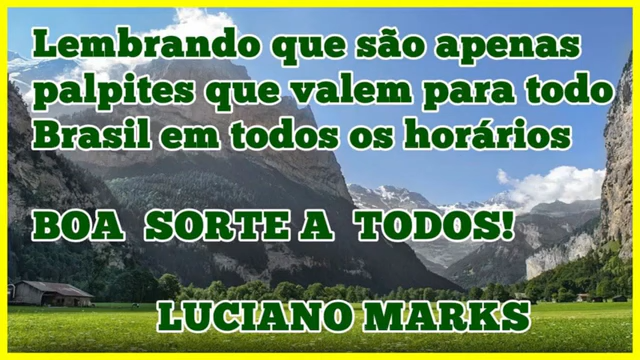 Lembrando que são apenas
palpites que valem para todo
Brasil em todos os horários
BOA SORTE A TODOS!
LUCIANO MARKS